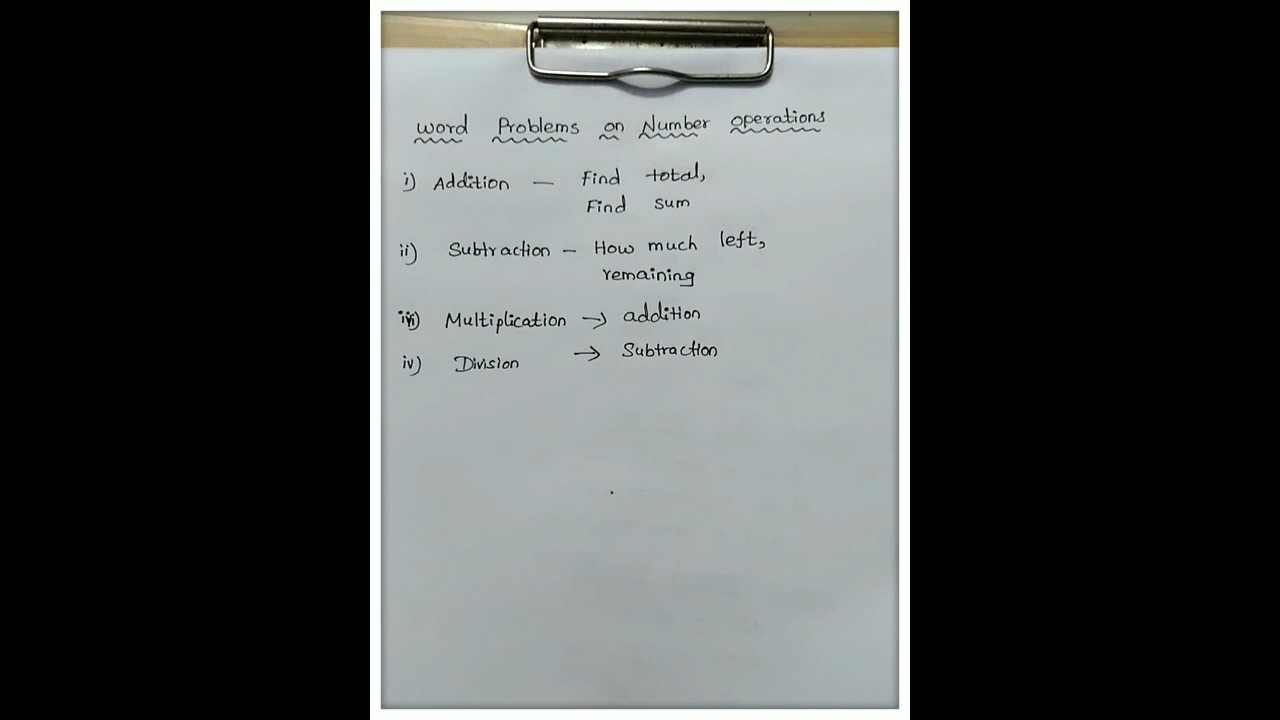 Word Problems on Number operations
i) Addition — Find total,
Find sum
ii) Subtraction – How much left,
remaining
iii) Multiplication → addition
iv) Division → Subtraction